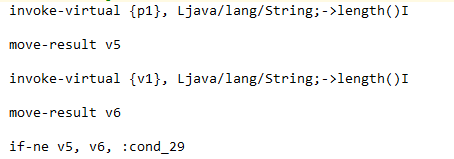 invoke-virtual {p1}, Ljava/lang/String;->length()I
move-result v5
invoke-virtual {v1}, Ljava/lang/String;->length()I
move-result v6
if-ne v5, v6, :cond_29